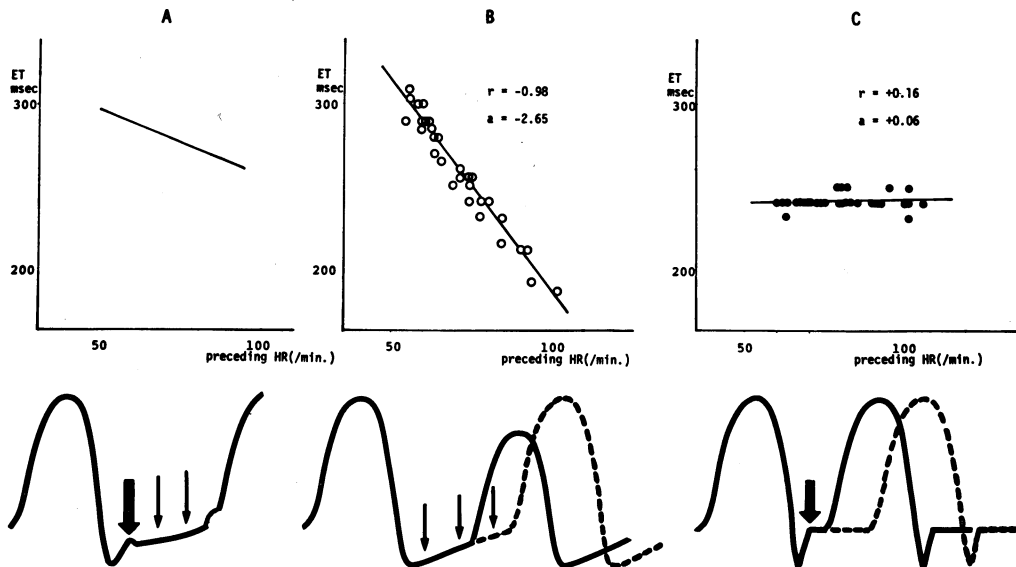 A
ET
msec
300
200
50
100
preceding HR(/min.)
B
ET
msec
300
r = -0.98
a = -2.65
200
50
100
preceding HR(/min.)
C
ET
msec
300
r = +0.16
a = +0.06
200
50
100
preceding HR(/min.)